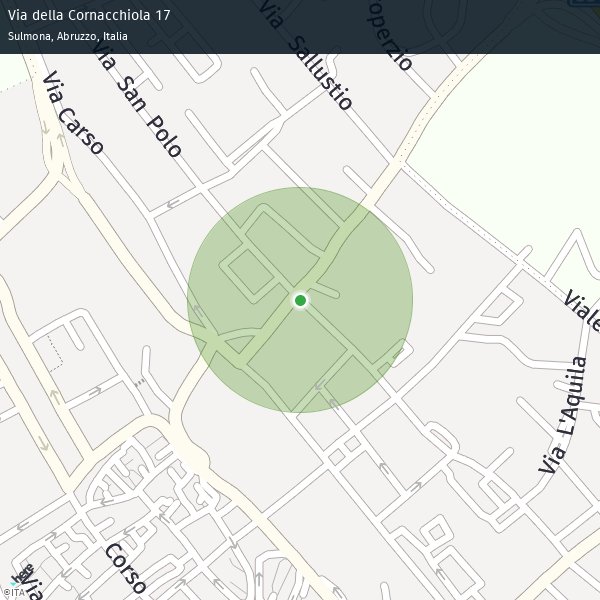 Via della Cornacchiola 17
Sulmona, Abruzzo, Italia
Via Sallustio
Via San Polo
Via Carso
Viale
Via L'Aquila
Corso
Via
here
©ITA